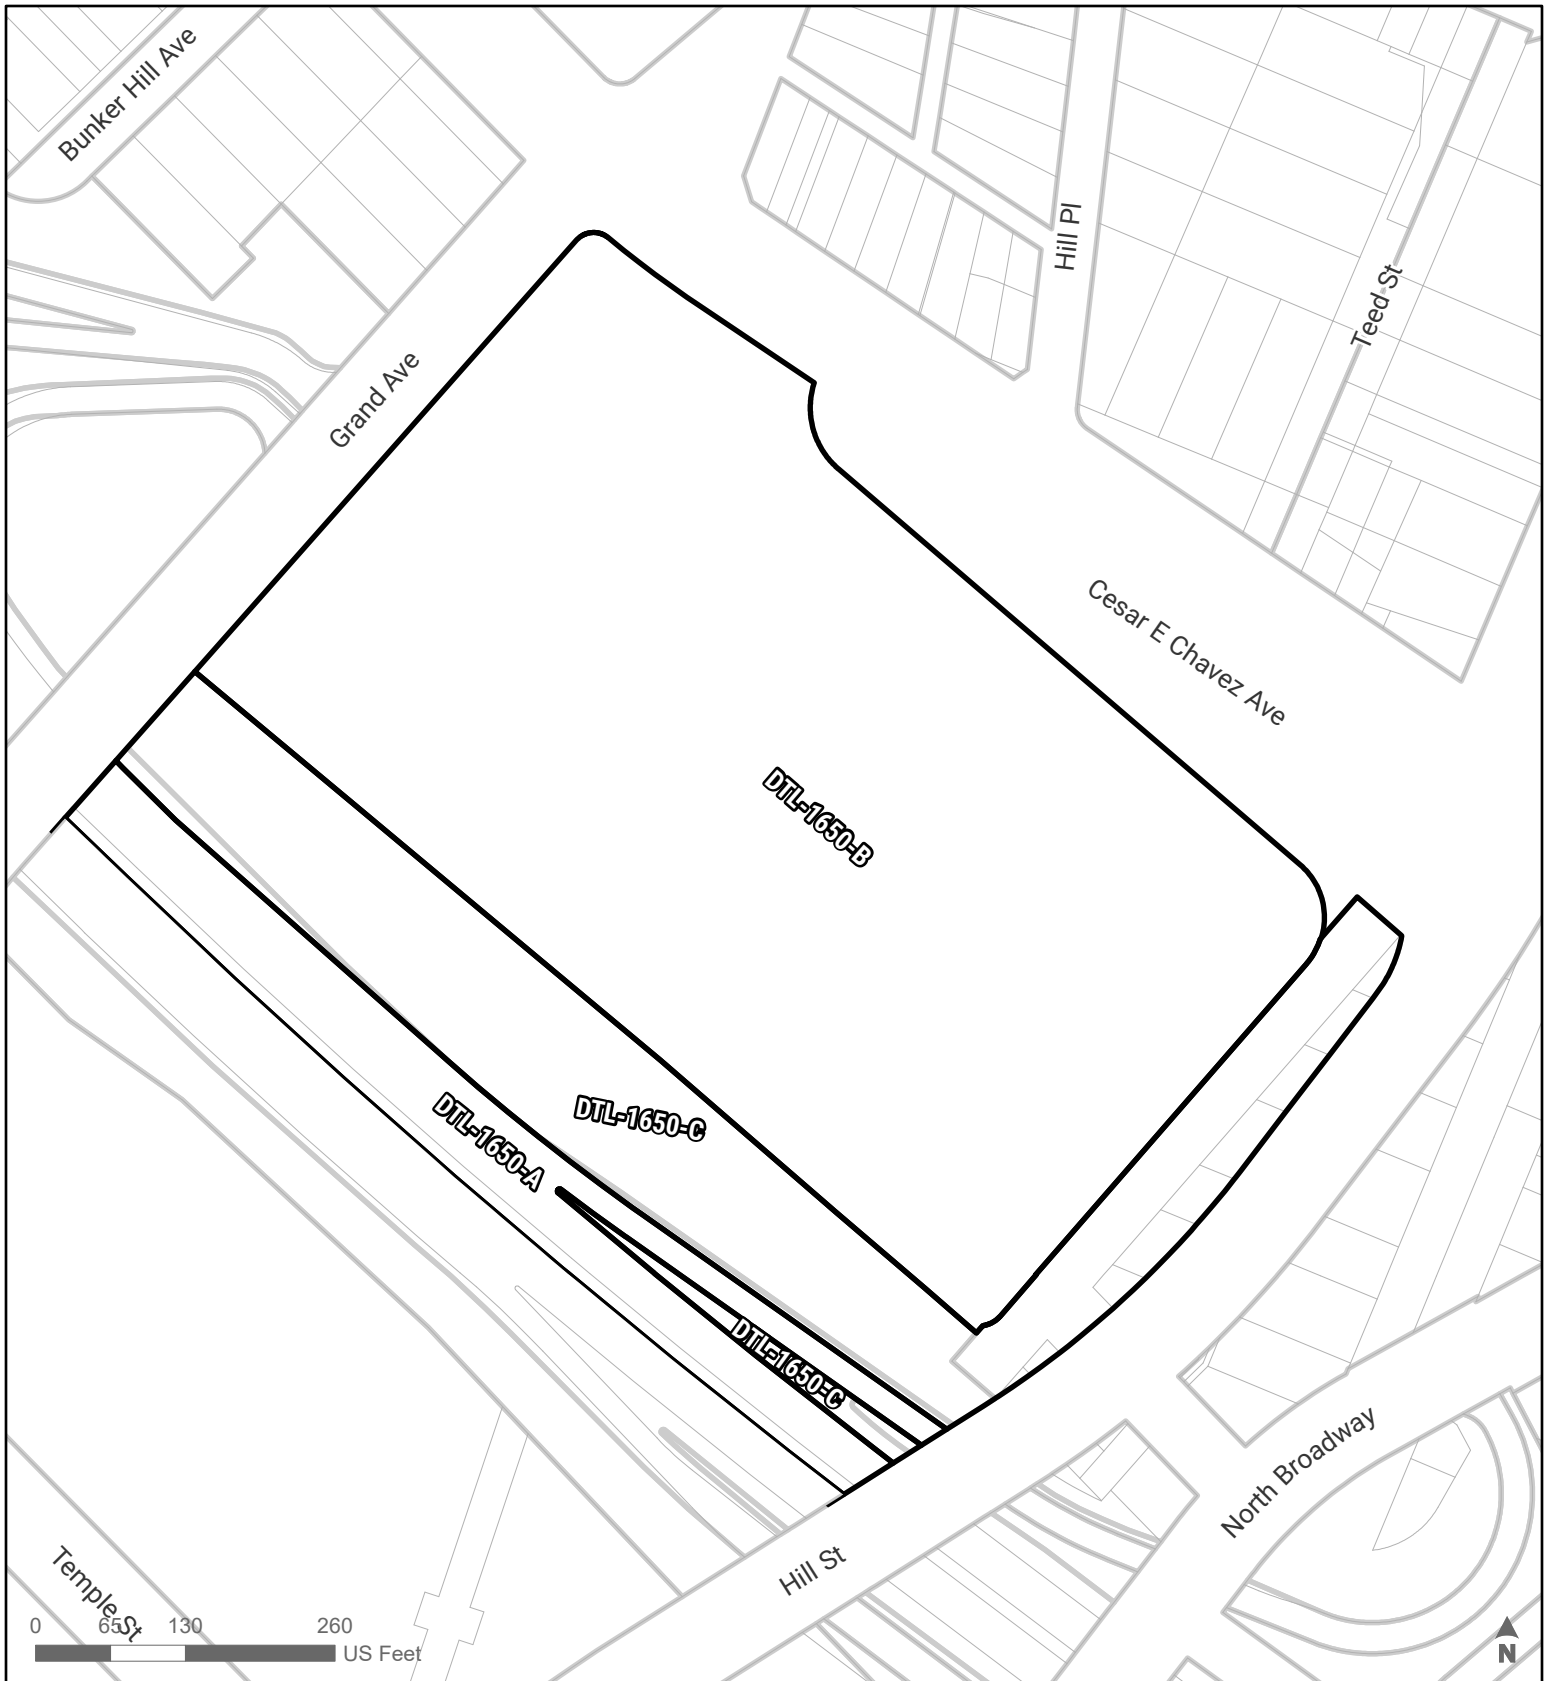 Bunker Hill Ave
Hill Pl
Teed St
Grand Ave
Cesar E Chavez Ave
DTL-1650-B
DTL-1650-C
DTL-1650-A
DTL-1650-C
North Broadway
Hill St
Temple St
0 65 130 260
US Feet
N